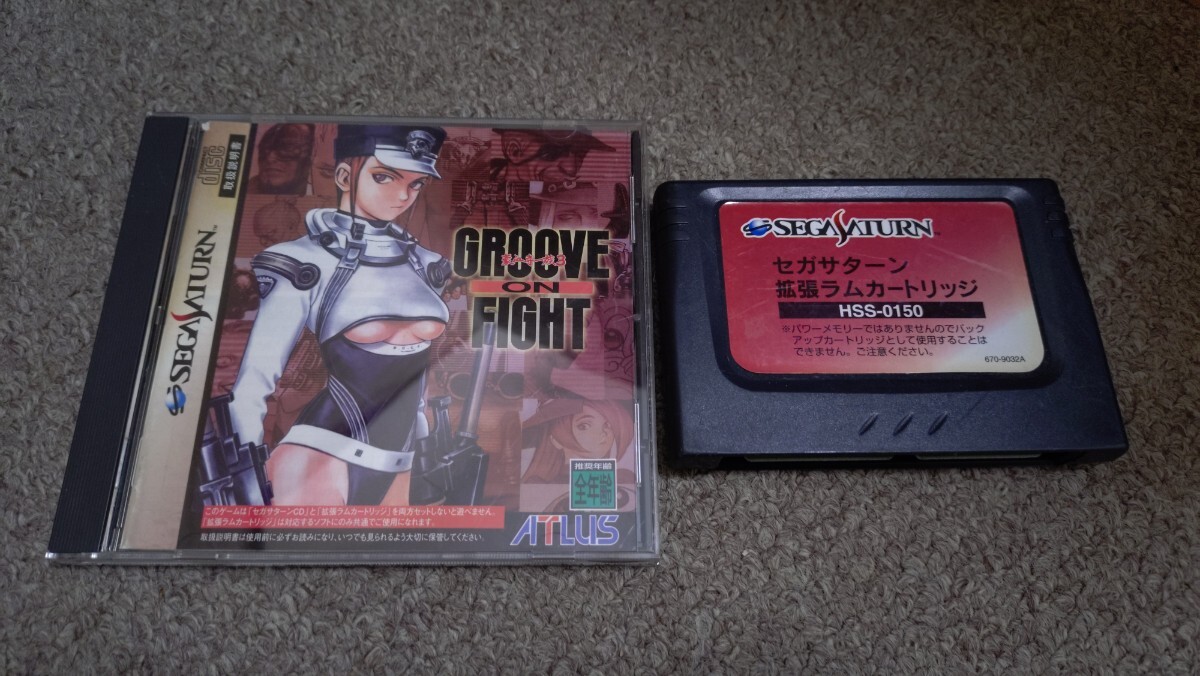 disc
取扱説明書
SEGA SATURN™
GROOVE
豪血寺一族3
ON
FIGHT
推奨年齢
全年齢
このゲームは「セガサターンCD」と「拡張ラムカートリッジ」を両方セットしないと遊べません。
「拡張ラムカートリッジ」は対応するソフトにのみ共通でご使用になれます。
取扱説明書は使用前に必ずお読みになり、いつでも見られるよう大切に保管してください。
ATLUS
SEGA SATURN™
セガサターン
拡張ラムカートリッジ
HSS-0150
※パワーメモリーではありませんのでバック
アップカートリッジとして使用することは
できません。ご注意ください。
670-9032A